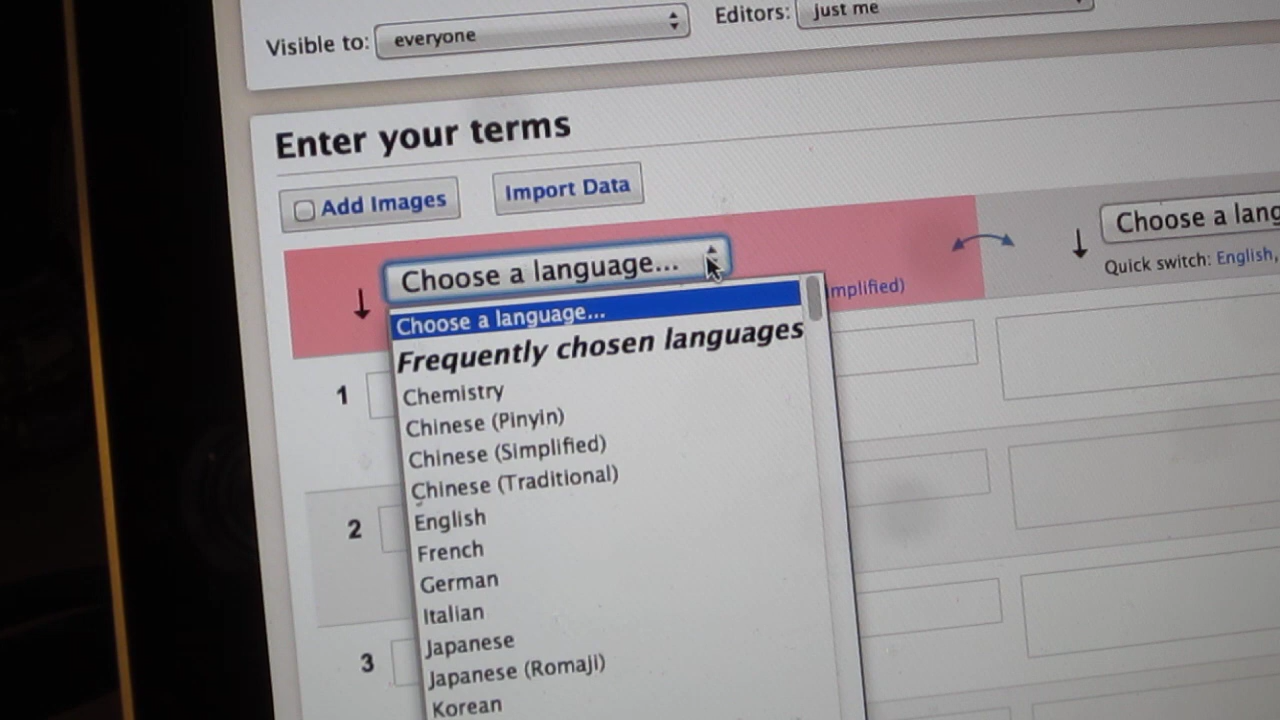 Visible to: everyone Editors: just me
Enter your terms
Add Images Import Data
Choose a language... Choose a lang
mplified) Quick switch: English,
Choose a language...
Frequently chosen languages
1 Chemistry
Chinese (Pinyin)
Chinese (Simplified)
Chinese (Traditional)
2 English
French
German
Italian
3 Japanese
Japanese (Romaji)
Korean